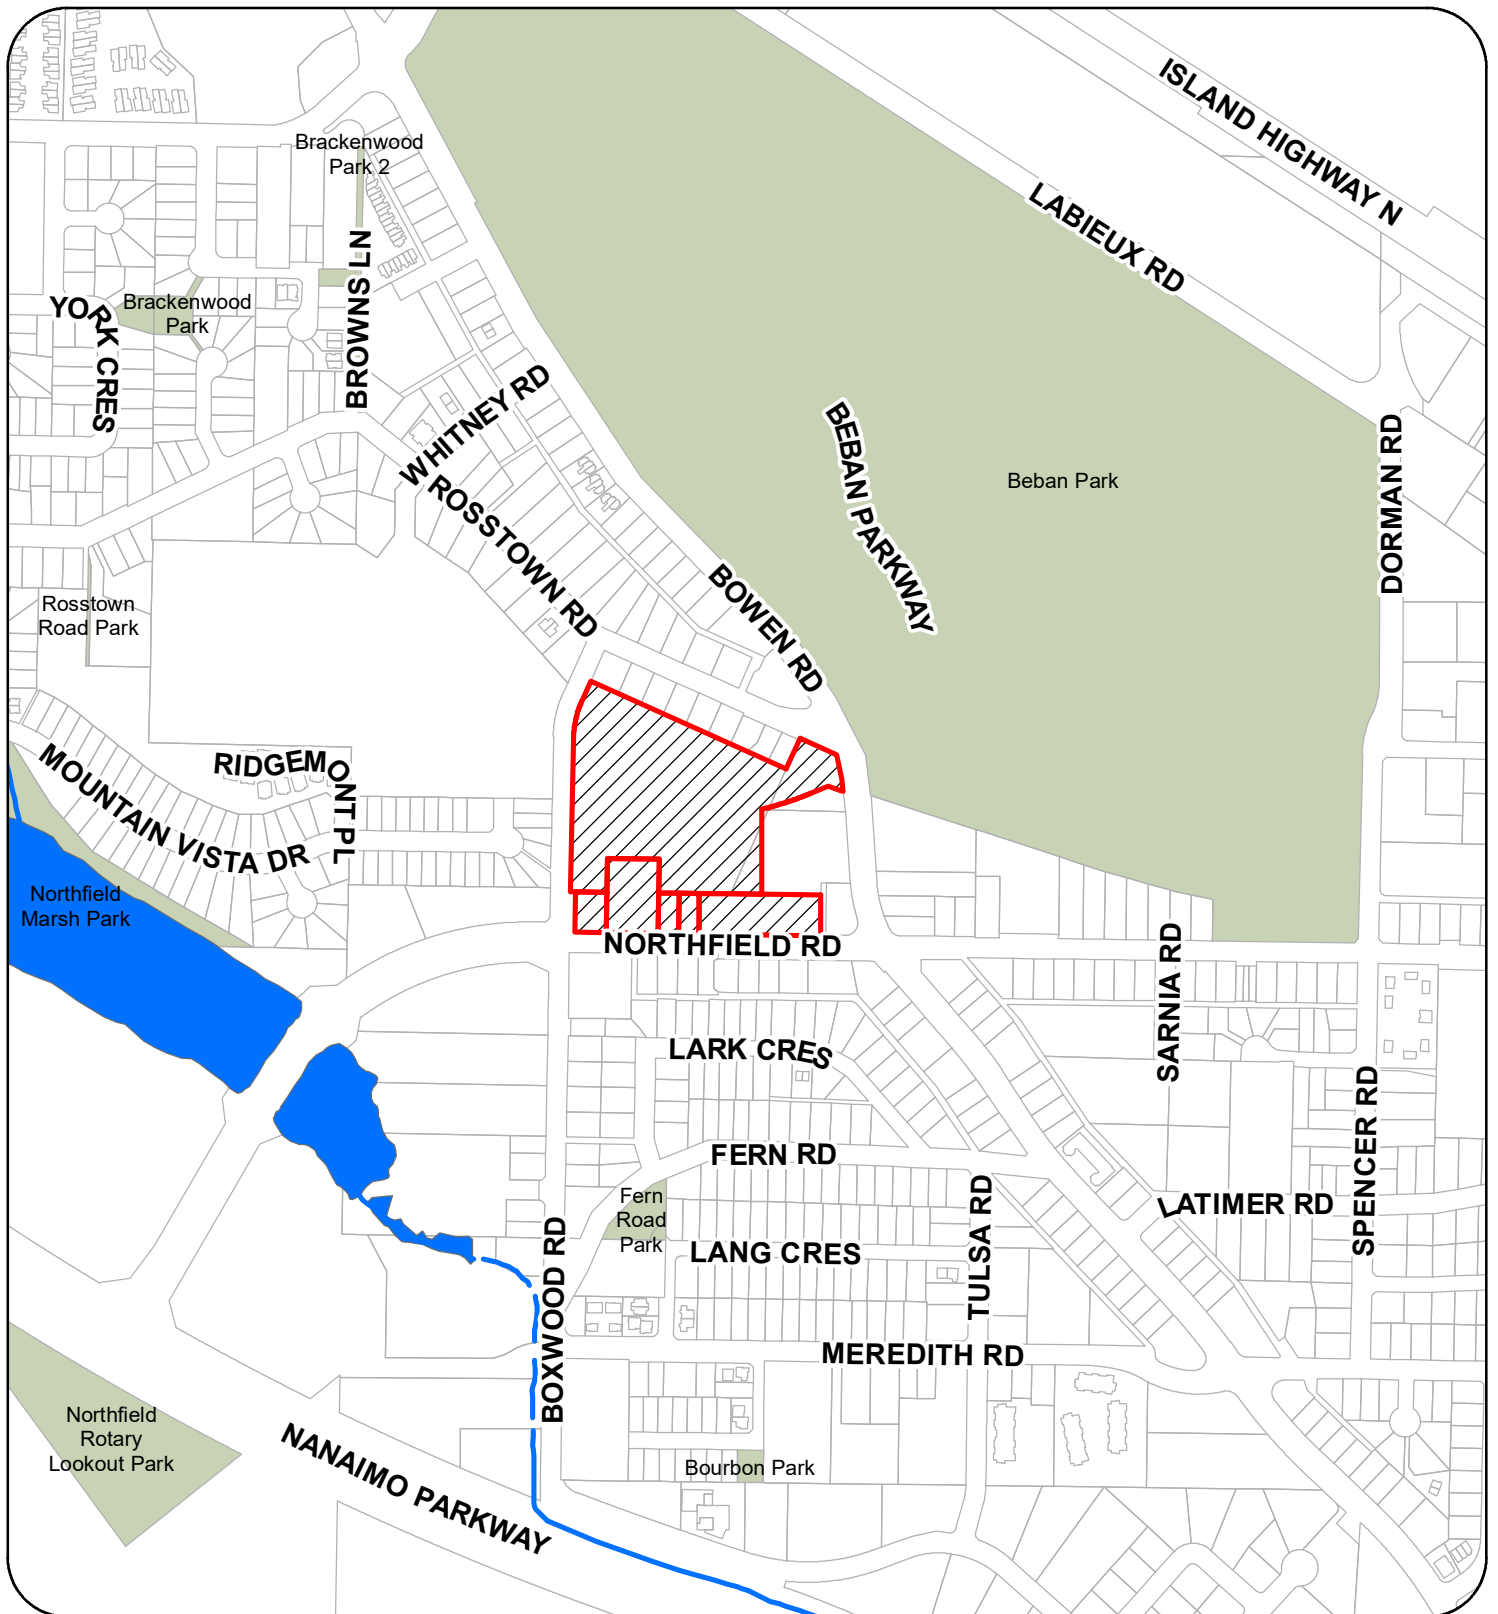 ISLAND HIGHWAY N
Brackenwood
Park 2
LABIEUX RD
BROWNS LN
YORK CRES
Brackenwood
Park
WHITNEY RD
BEBAN PARKWAY
Beban Park
DORMAN RD
W ROSSTOWN RD
BOWEN RD
Rosstown
Road Park
RIDGEMONT PL
MOUNTAIN VISTA DR
Northfield
Marsh Park
NORTHFIELD RD
SARNIA RD
LARK CRES
SPENCER RD
FERN RD
TULSA RD
Fern
Road
Park
LATIMER RD
LANG CRES
BOXWOOD RD
MEREDITH RD
Northfield
Rotary
Lookout Park
NANAIMO PARKWAY
Bourbon Park